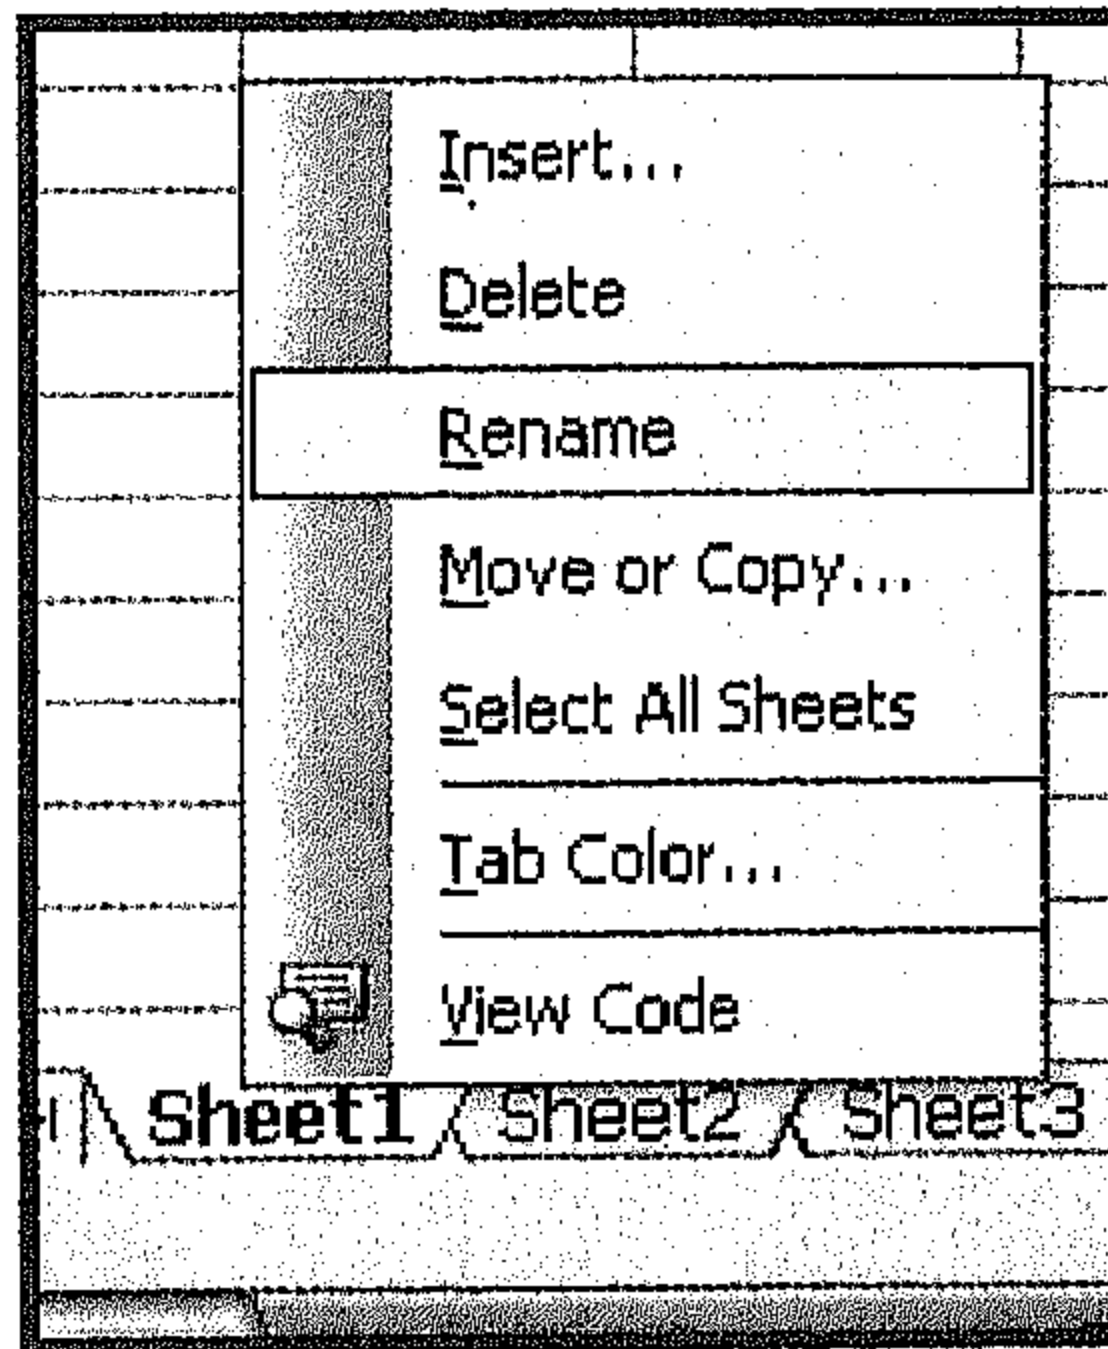 Insert...
Delete
Rename
Move or Copy...
Select All Sheets
Tab Color...
View Code
Sheet1 Sheet2 Sheet3